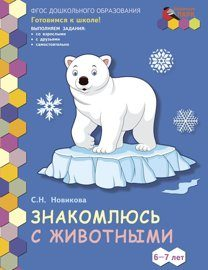 ФГОС ДОШКОЛЬНОГО ОБРАЗОВАНИЯ
Готовимся к школе!
ВЫПОЛНЯЕМ ЗАДАНИЯ:
• со взрослыми
• с друзьями
• самостоятельно
С.Н. Новикова
ЗНАКОМЛЮСЬ
С ЖИВОТНЫМИ
6–7 лет